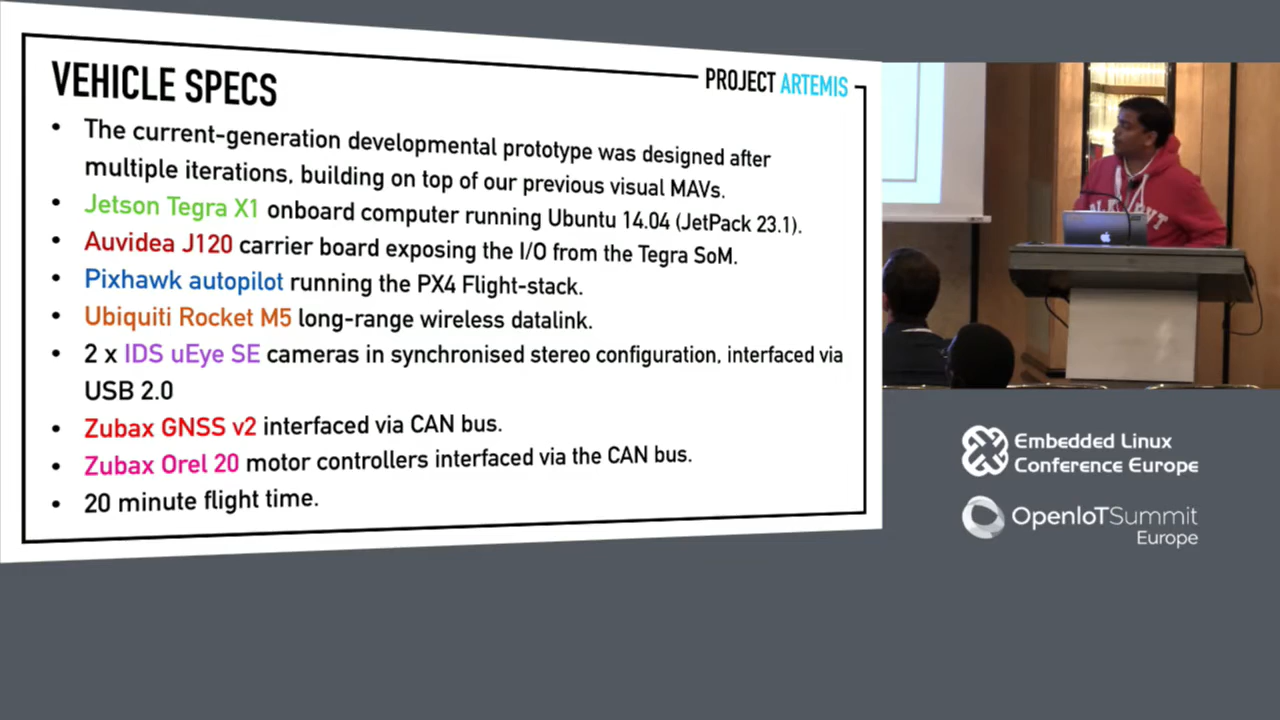 VEHICLE SPECS
PROJECT ARTEMIS
• The current-generation developmental prototype was designed after
multiple iterations, building on top of our previous visual MAVs.
• Jetson Tegra X1 onboard computer running Ubuntu 14.04 (JetPack 23.1).
• Auvidea J120 carrier board exposing the I/O from the Tegra SoM.
• Pixhawk autopilot running the PX4 Flight-stack.
• Ubiquiti Rocket M5 long-range wireless datalink.
• 2 x IDS uEye SE cameras in synchronised stereo configuration, interfaced via
USB 2.0
• Zubax GNSS v2 interfaced via CAN bus.
• Zubax Orel 20 motor controllers interfaced via the CAN bus.
• 20 minute flight time.
Embedded Linux
Conference Europe
OpenIoTSummit
Europe